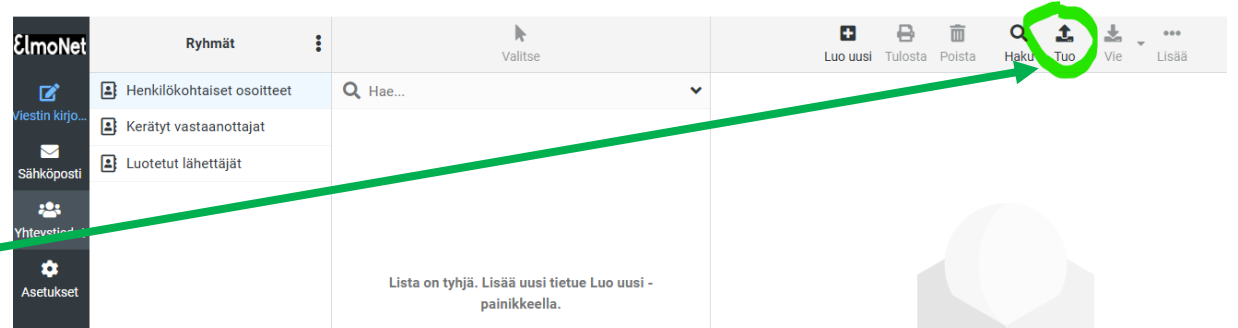 ElmoNet
Viestin kirjo...
Sähköposti
Asetukset
Ryhmät
Henkilökohtaiset osoitteet
Kerätyt vastaanottajat
Luotetut lähettäjät
Valitse
Hae...
Lista on tyhjä. Lisää uusi tietue Luo uusi -
painikkeella.
Luo uusi Tulosta Poista Haku Tuo Vie Lisää